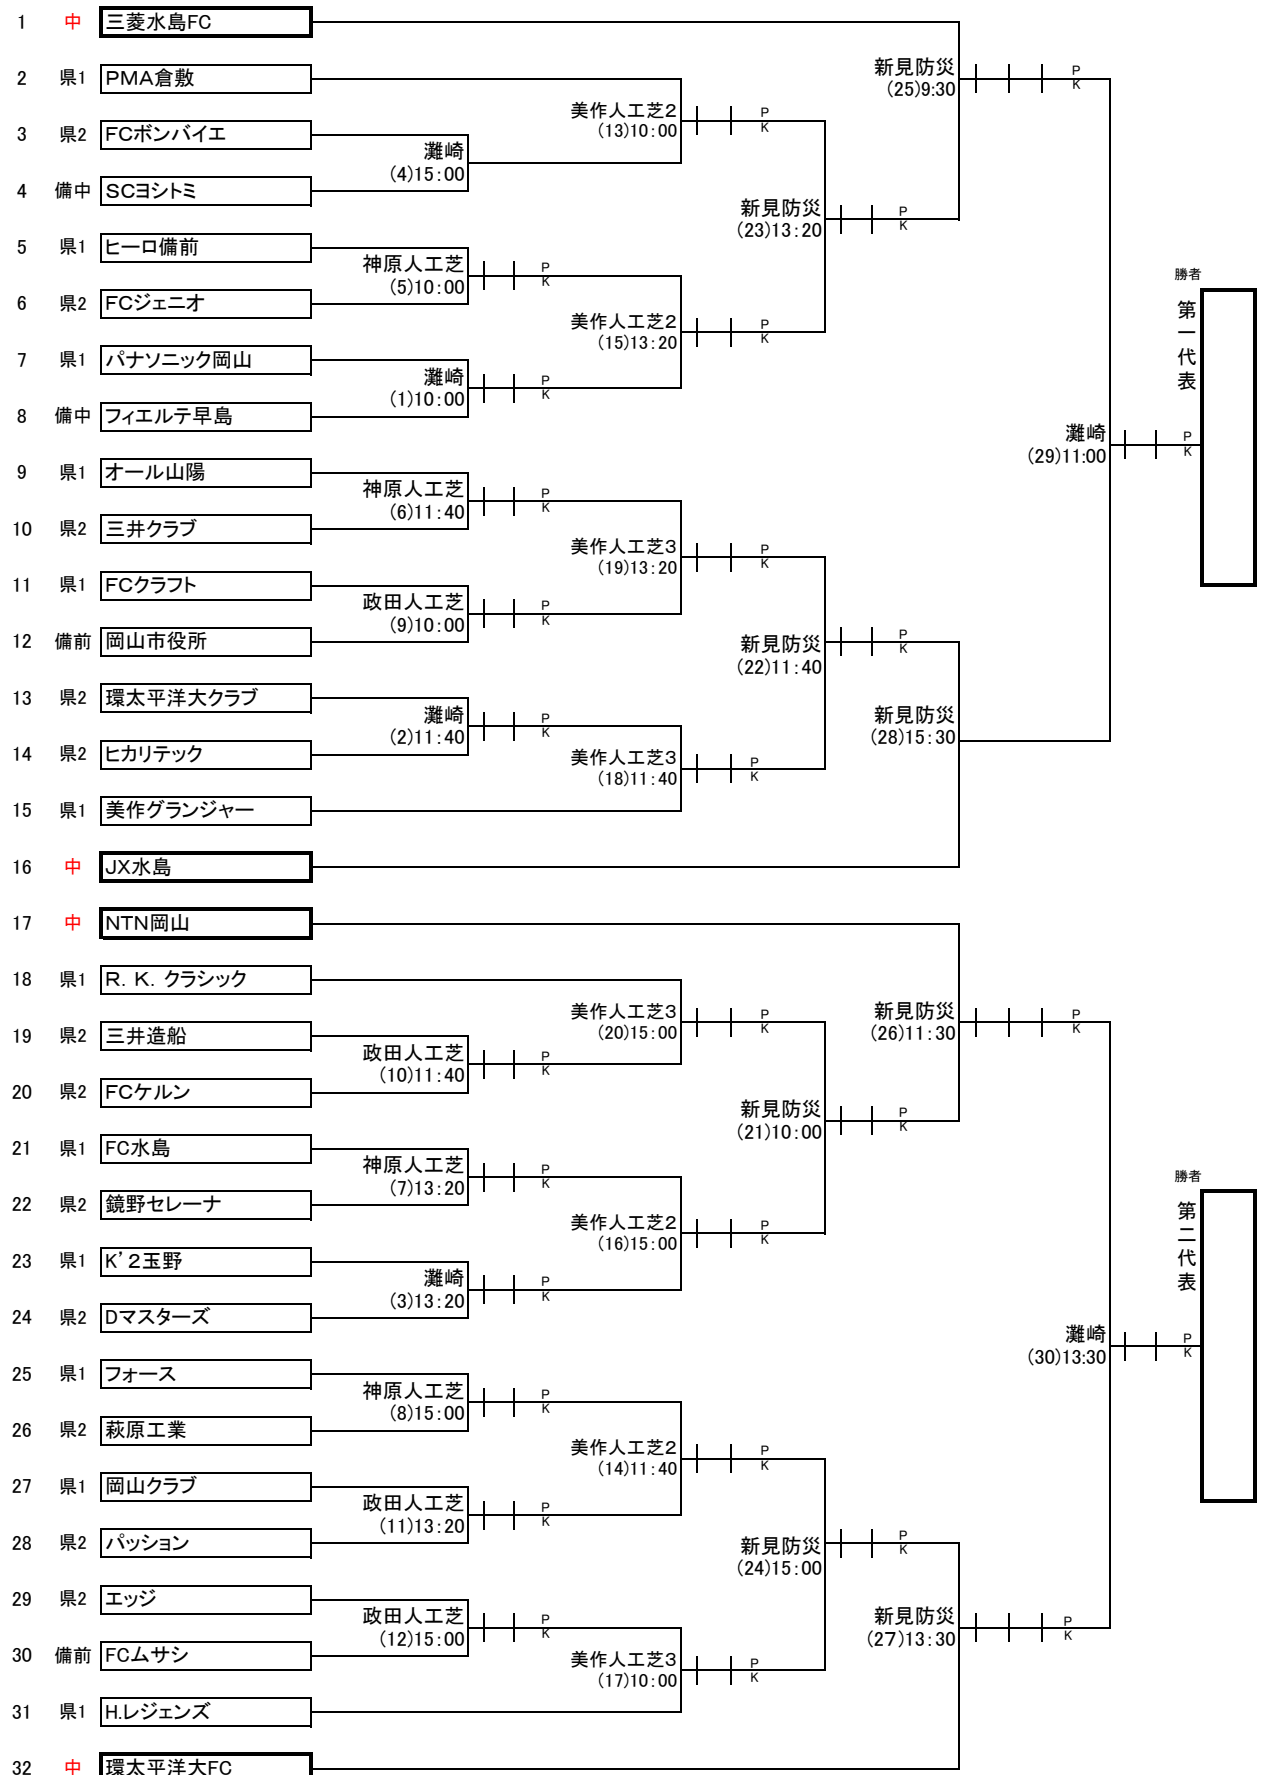 1 中 三菱水島FC
新見防災
(25)9:30
P
K
2 県1 PMA倉敷
美作人工芝2
(13)10:00
P
K
3 県2 FCボンバイエ
灘崎
(4)15:00
4 備中 SCヨシトミ
新見防災
(23)13:20
P
K
5 県1 ヒーロ備前
神原人工芝
(5)10:00
P
K
6 県2 FCジェニオ
美作人工芝2
(15)13:20
P
K
7 県1 パナソニック岡山
灘崎
(1)10:00
P
K
8 備中 フィエルテ早島
勝者
第一代表
灘崎
(29)11:00
P
K
9 県1 オール山陽
神原人工芝
(6)11:40
P
K
10 県2 三井クラブ
美作人工芝3
(19)13:20
P
K
11 県1 FCクラフト
政田人工芝
(9)10:00
P
K
12 備前 岡山市役所
新見防災
(22)11:40
P
K
13 県2 環太平洋大クラブ
灘崎
(2)11:40
P
K
新見防災
(28)15:30
14 県2 ヒカリテック
美作人工芝3
(18)11:40
P
K
15 県1 美作グランジャー
16 中 JX水島
17 中 NTN岡山
18 県1 R.K.クラシック
美作人工芝3
(20)15:00
P
K
新見防災
(26)11:30
P
K
19 県2 三井造船
政田人工芝
(10)11:40
P
K
20 県2 FCケルン
新見防災
(21)10:00
P
K
21 県1 FC水島
神原人工芝
(7)13:20
P
K
22 県2 鏡野セレーナ
美作人工芝2
(16)15:00
P
K
23 県1 K'2玉野
灘崎
(3)13:20
P
K
24 県2 Dマスターズ
勝者
第二代表
灘崎
(30)13:30
P
K
25 県1 フォース
神原人工芝
(8)15:00
P
K
26 県2 萩原工業
美作人工芝2
(14)11:40
P
K
27 県1 岡山クラブ
政田人工芝
(11)13:20
P
K
28 県2 パッション
新見防災
(24)15:00
P
K
29 県2 エッジ
政田人工芝
(12)15:00
P
K
新見防災
(27)13:30
P
K
30 備前 FCムサシ
美作人工芝3
(17)10:00
P
K
31 県1 H.レジェンズ
32 中 環太平洋大FC